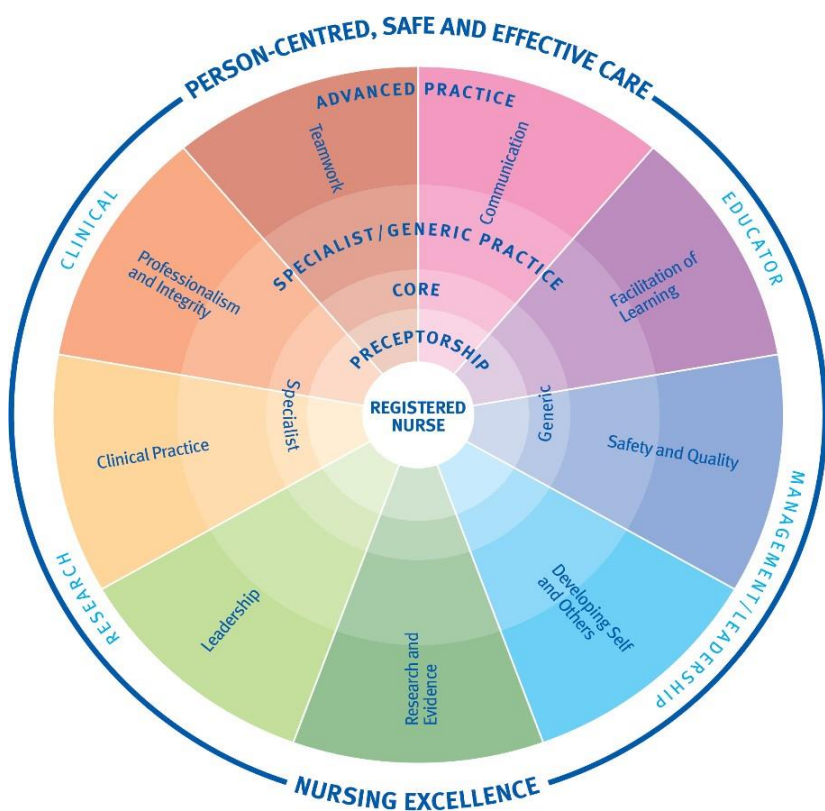 PERSON-CENTRED, SAFE AND EFFECTIVE CARE
ADVANCED PRACTICE
Teamwork
Communication
CLINICAL
EDUCATOR
SPECIALIST/GENERIC PRACTICE
Professionalism
and Integrity
Facilitation of
Learning
CORE
PRECEPTORSHIP
Specialist
REGISTERED
NURSE
Generic
Clinical Practice
Safety and Quality
RESEARCH
MANAGEMENT/LEADERSHIP
Leadership
Developing Self
and Others
Research and
Evidence
NURSING EXCELLENCE